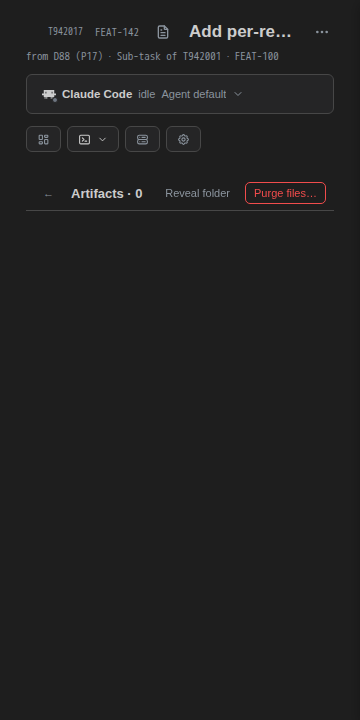 T942017 FEAT-142 Add per-re…
from D88 (P17) · Sub-task of T942001 · FEAT-100
Claude Code idle Agent default
← Artifacts · 0 Reveal folder Purge files…